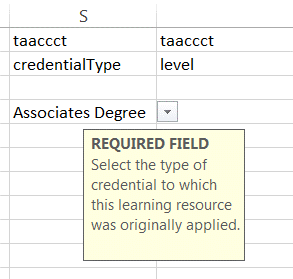 S
taaccct taaccct
credentialType level
Associates Degree
REQUIRED FIELD
Select the type of
credential to which
this learning resource
was originally applied.